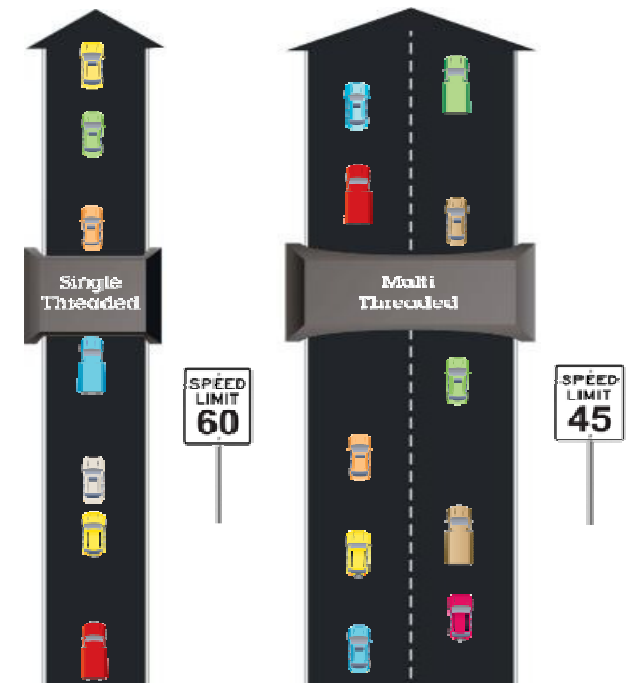 Single
Threaded
Multi
Threaded
SPEED
LIMIT
60
SPEED
LIMIT
45